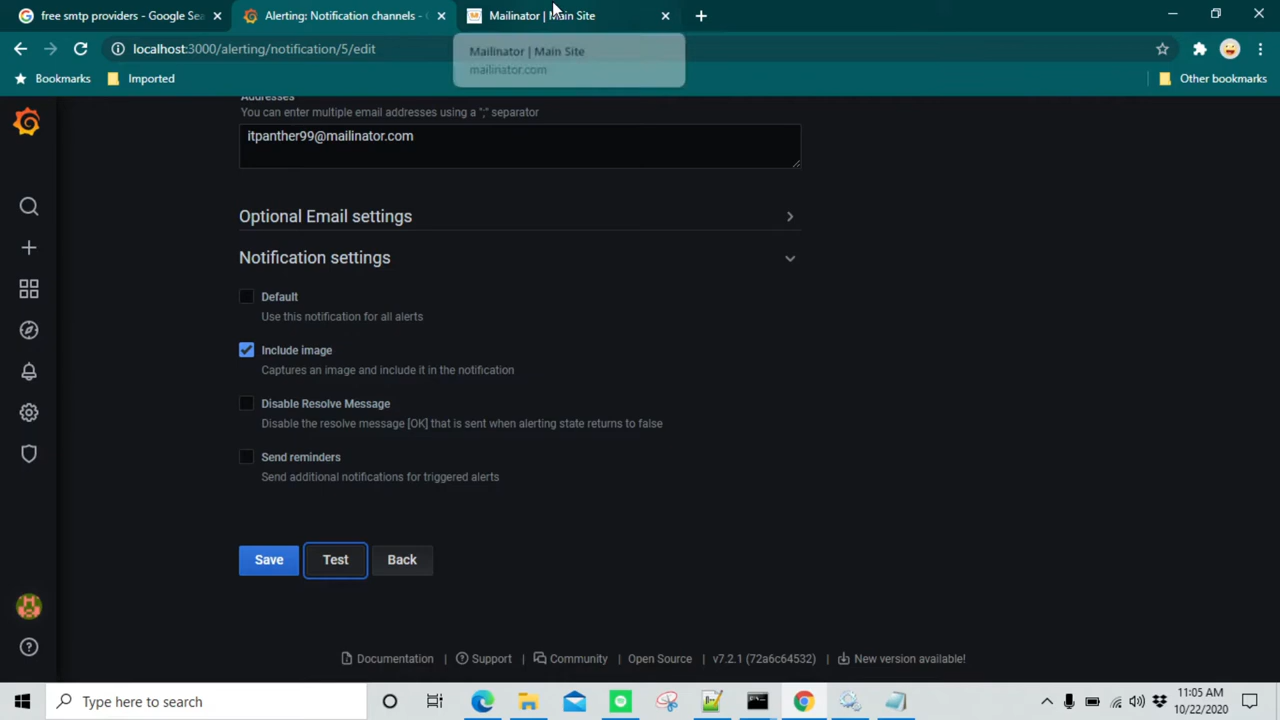 free smtp providers - Google Sea
Alerting: Notification channels -
Mailinator | Main Site
localhost:3000/alerting/notification/5/edit
Mailinator | Main Site
mailinator.com
Bookmarks
Imported
Other bookmarks
Addresses
You can enter multiple email addresses using a ";" separator
itpanther99@mailinator.com
Optional Email settings
Notification settings
Default
Use this notification for all alerts
Include image
Captures an image and include it in the notification
Disable Resolve Message
Disable the resolve message [OK] that is sent when alerting state returns to false
Send reminders
Send additional notifications for triggered alerts
Save
Test
Back
Documentation | Support | Community | Open Source | v7.2.1 (72a6c64532) | New version available!
Type here to search
11:05 AM
10/22/2020